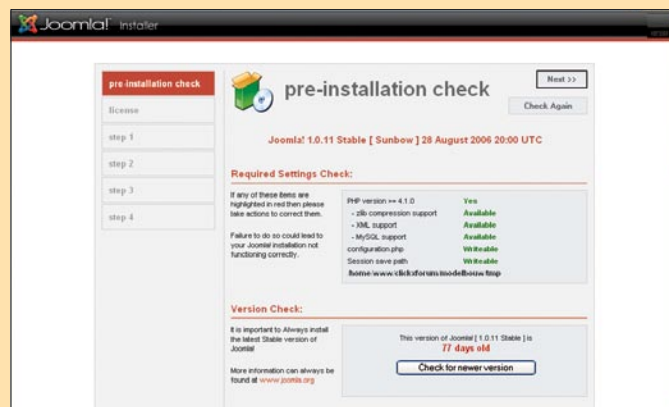 Joomla! Installer
pre-installation check
license
step 1
step 2
step 3
step 4
pre-installation check
Next >>
Check Again
Joomla! 1.0.11 Stable [ Sunbow ] 28 August 2006 20:00 UTC
Required Settings Check:
If any of these items are
highlighted in red then please
take actions to correct them.
Failure to do so could lead to
your Joomla! installation not
functioning correctly.
PHP version >= 4.1.0 Yes
- zlib compression support Available
- XML support Available
- MySQL support Available
configuration.php Writeable
Session save path Writeable
/home/www/clicksforum/modelbouw/tmp
Version Check:
It is important to Always install
the latest Stable version of
Joomla!
More information can always be
found at www.joomla.org
This version of Joomla! [ 1.0.11 Stable ] is
77 days old
Check for newer version